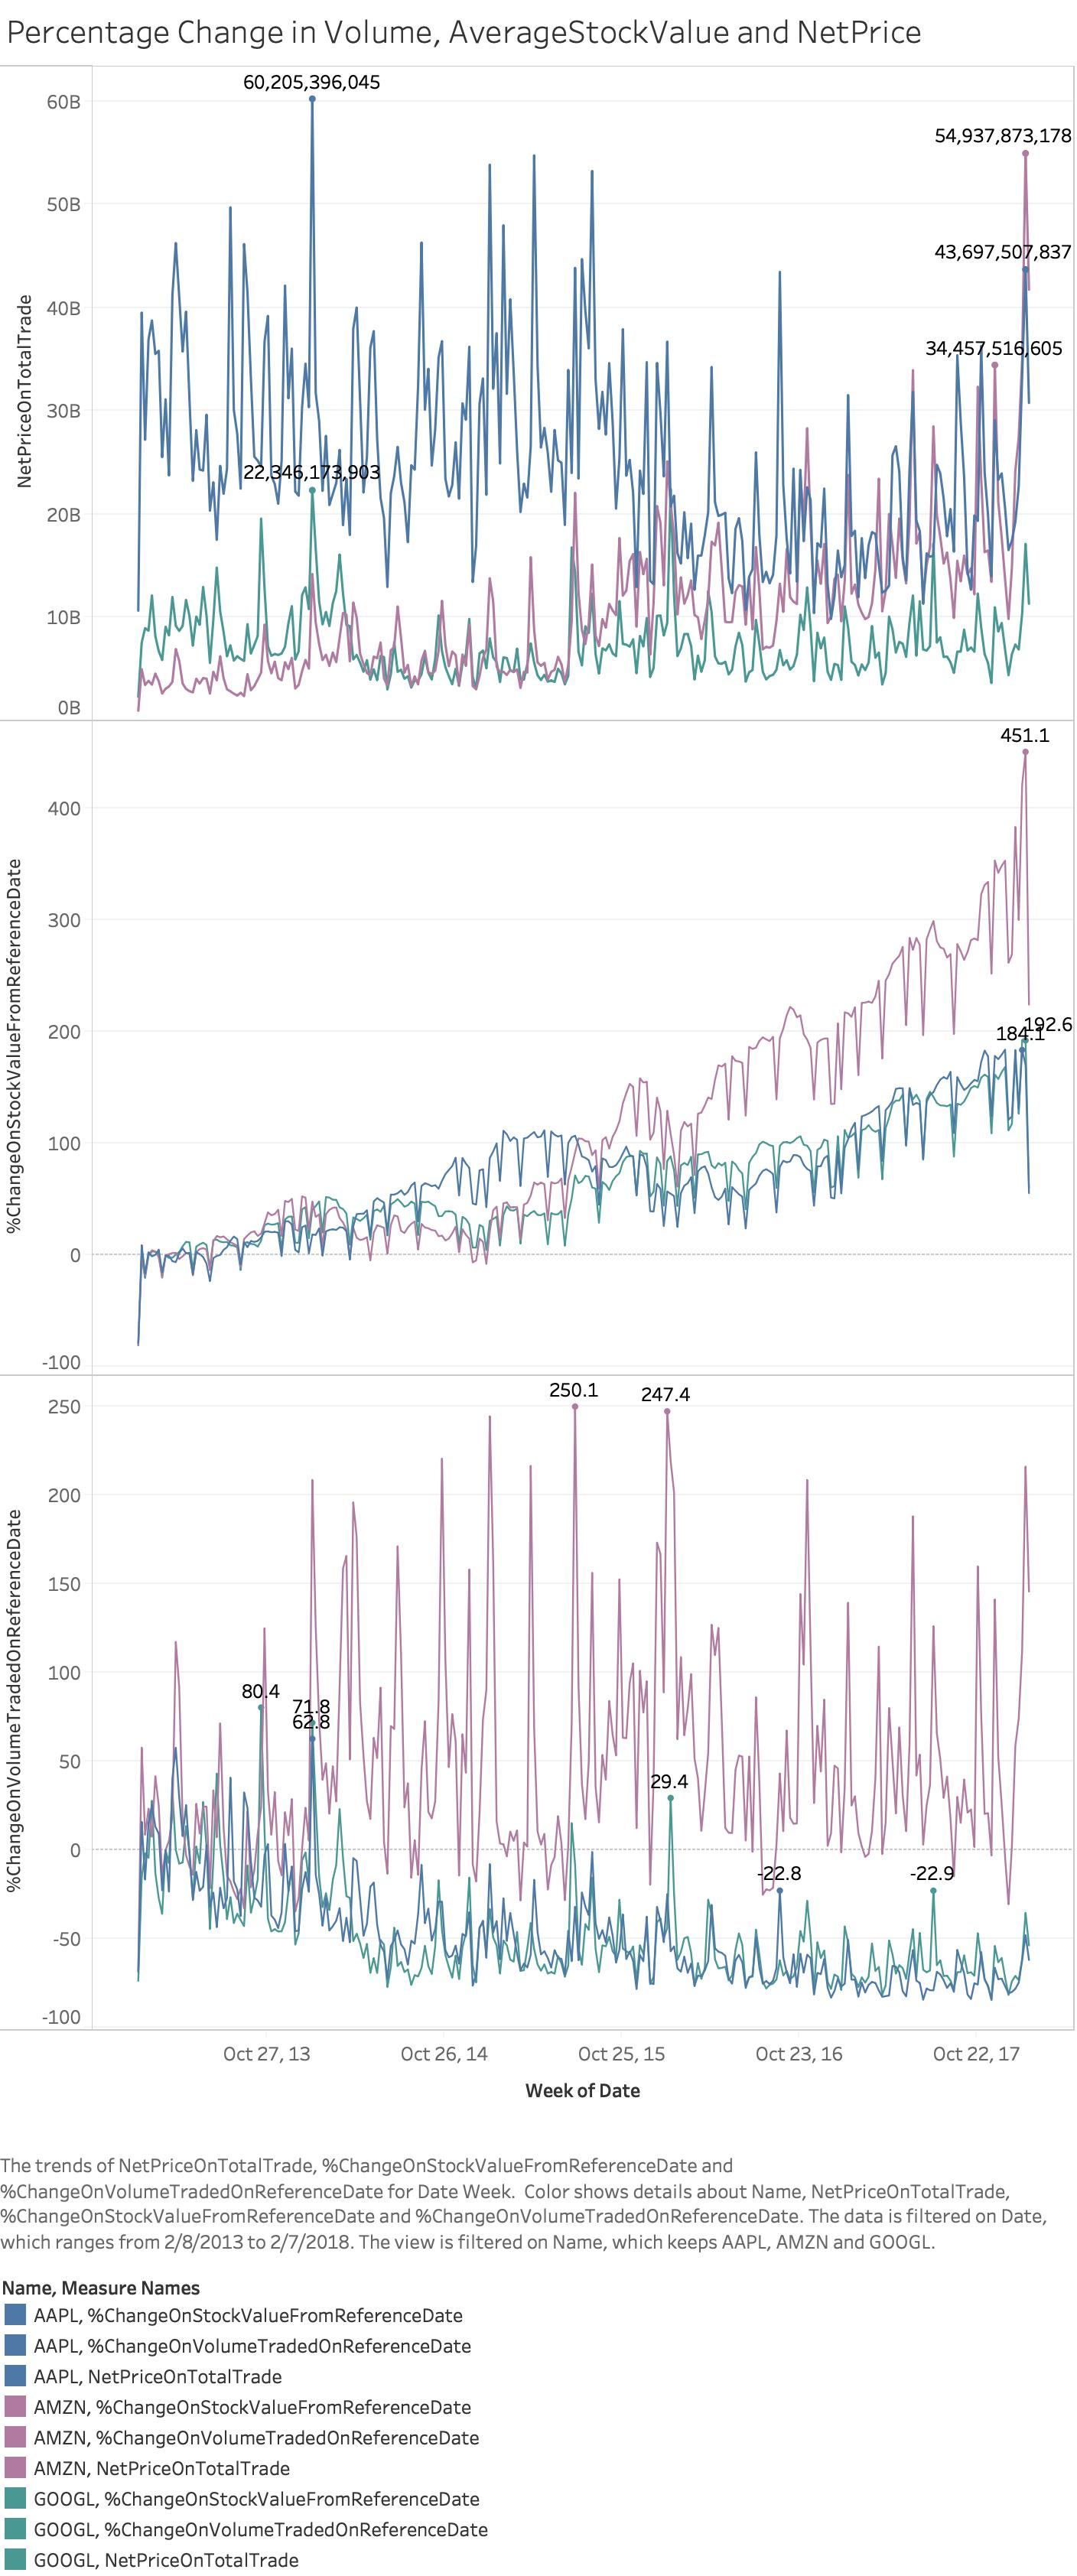 Percentage Change in Volume, AverageStockValue and NetPrice
60,205,396,045
60B
54,937,873,178
50B
43,697,507,837
40B
34,457,516,605
NetPriceOnTotalTrade
30B
22,346,173,903
20B
10B
0B
451.1
400
%ChangeOnStockValueFromReferenceDate
300
200
192.6
184.1
100
0
-100
250.1
247.4
250
200
%ChangeOnVolumeTradedOnReferenceDate
150
100
80.4
71.8
62.8
50
29.4
0
-22.8
-22.9
-50
-100
Oct 27, 13
Oct 26, 14
Oct 25, 15
Oct 23, 16
Oct 22, 17
Week of Date
The trends of NetPriceOnTotalTrade, %ChangeOnStockValueFromReferenceDate and
%ChangeOnVolumeTradedOnReferenceDate for Date Week. Color shows details about Name, NetPriceOnTotalTrade,
%ChangeOnStockValueFromReferenceDate and %ChangeOnVolumeTradedOnReferenceDate. The data is filtered on Date,
which ranges from 2/8/2013 to 2/7/2018. The view is filtered on Name, which keeps AAPL, AMZN and GOOGL.
Name, Measure Names
AAPL, %ChangeOnStockValueFromReferenceDate
AAPL, %ChangeOnVolumeTradedOnReferenceDate
AAPL, NetPriceOnTotalTrade
AMZN, %ChangeOnStockValueFromReferenceDate
AMZN, %ChangeOnVolumeTradedOnReferenceDate
AMZN, NetPriceOnTotalTrade
GOOGL, %ChangeOnStockValueFromReferenceDate
GOOGL, %ChangeOnVolumeTradedOnReferenceDate
GOOGL, NetPriceOnTotalTrade